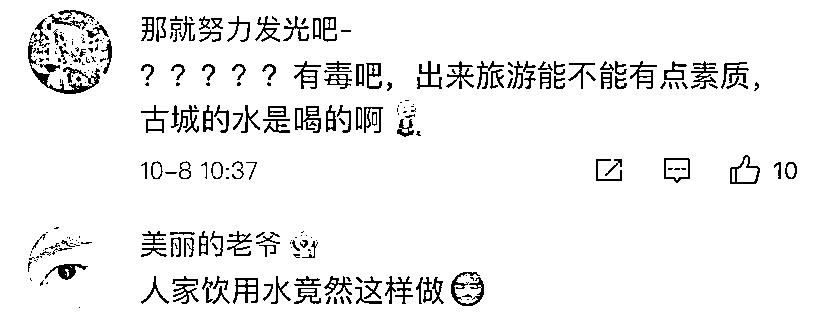 那就努力发光吧-
？？？？？有毒吧，出来旅游能不能有点素质，
古城的水是喝的啊
10-8 10:37
10
美丽的老爷
人家饮用水竟然这样做